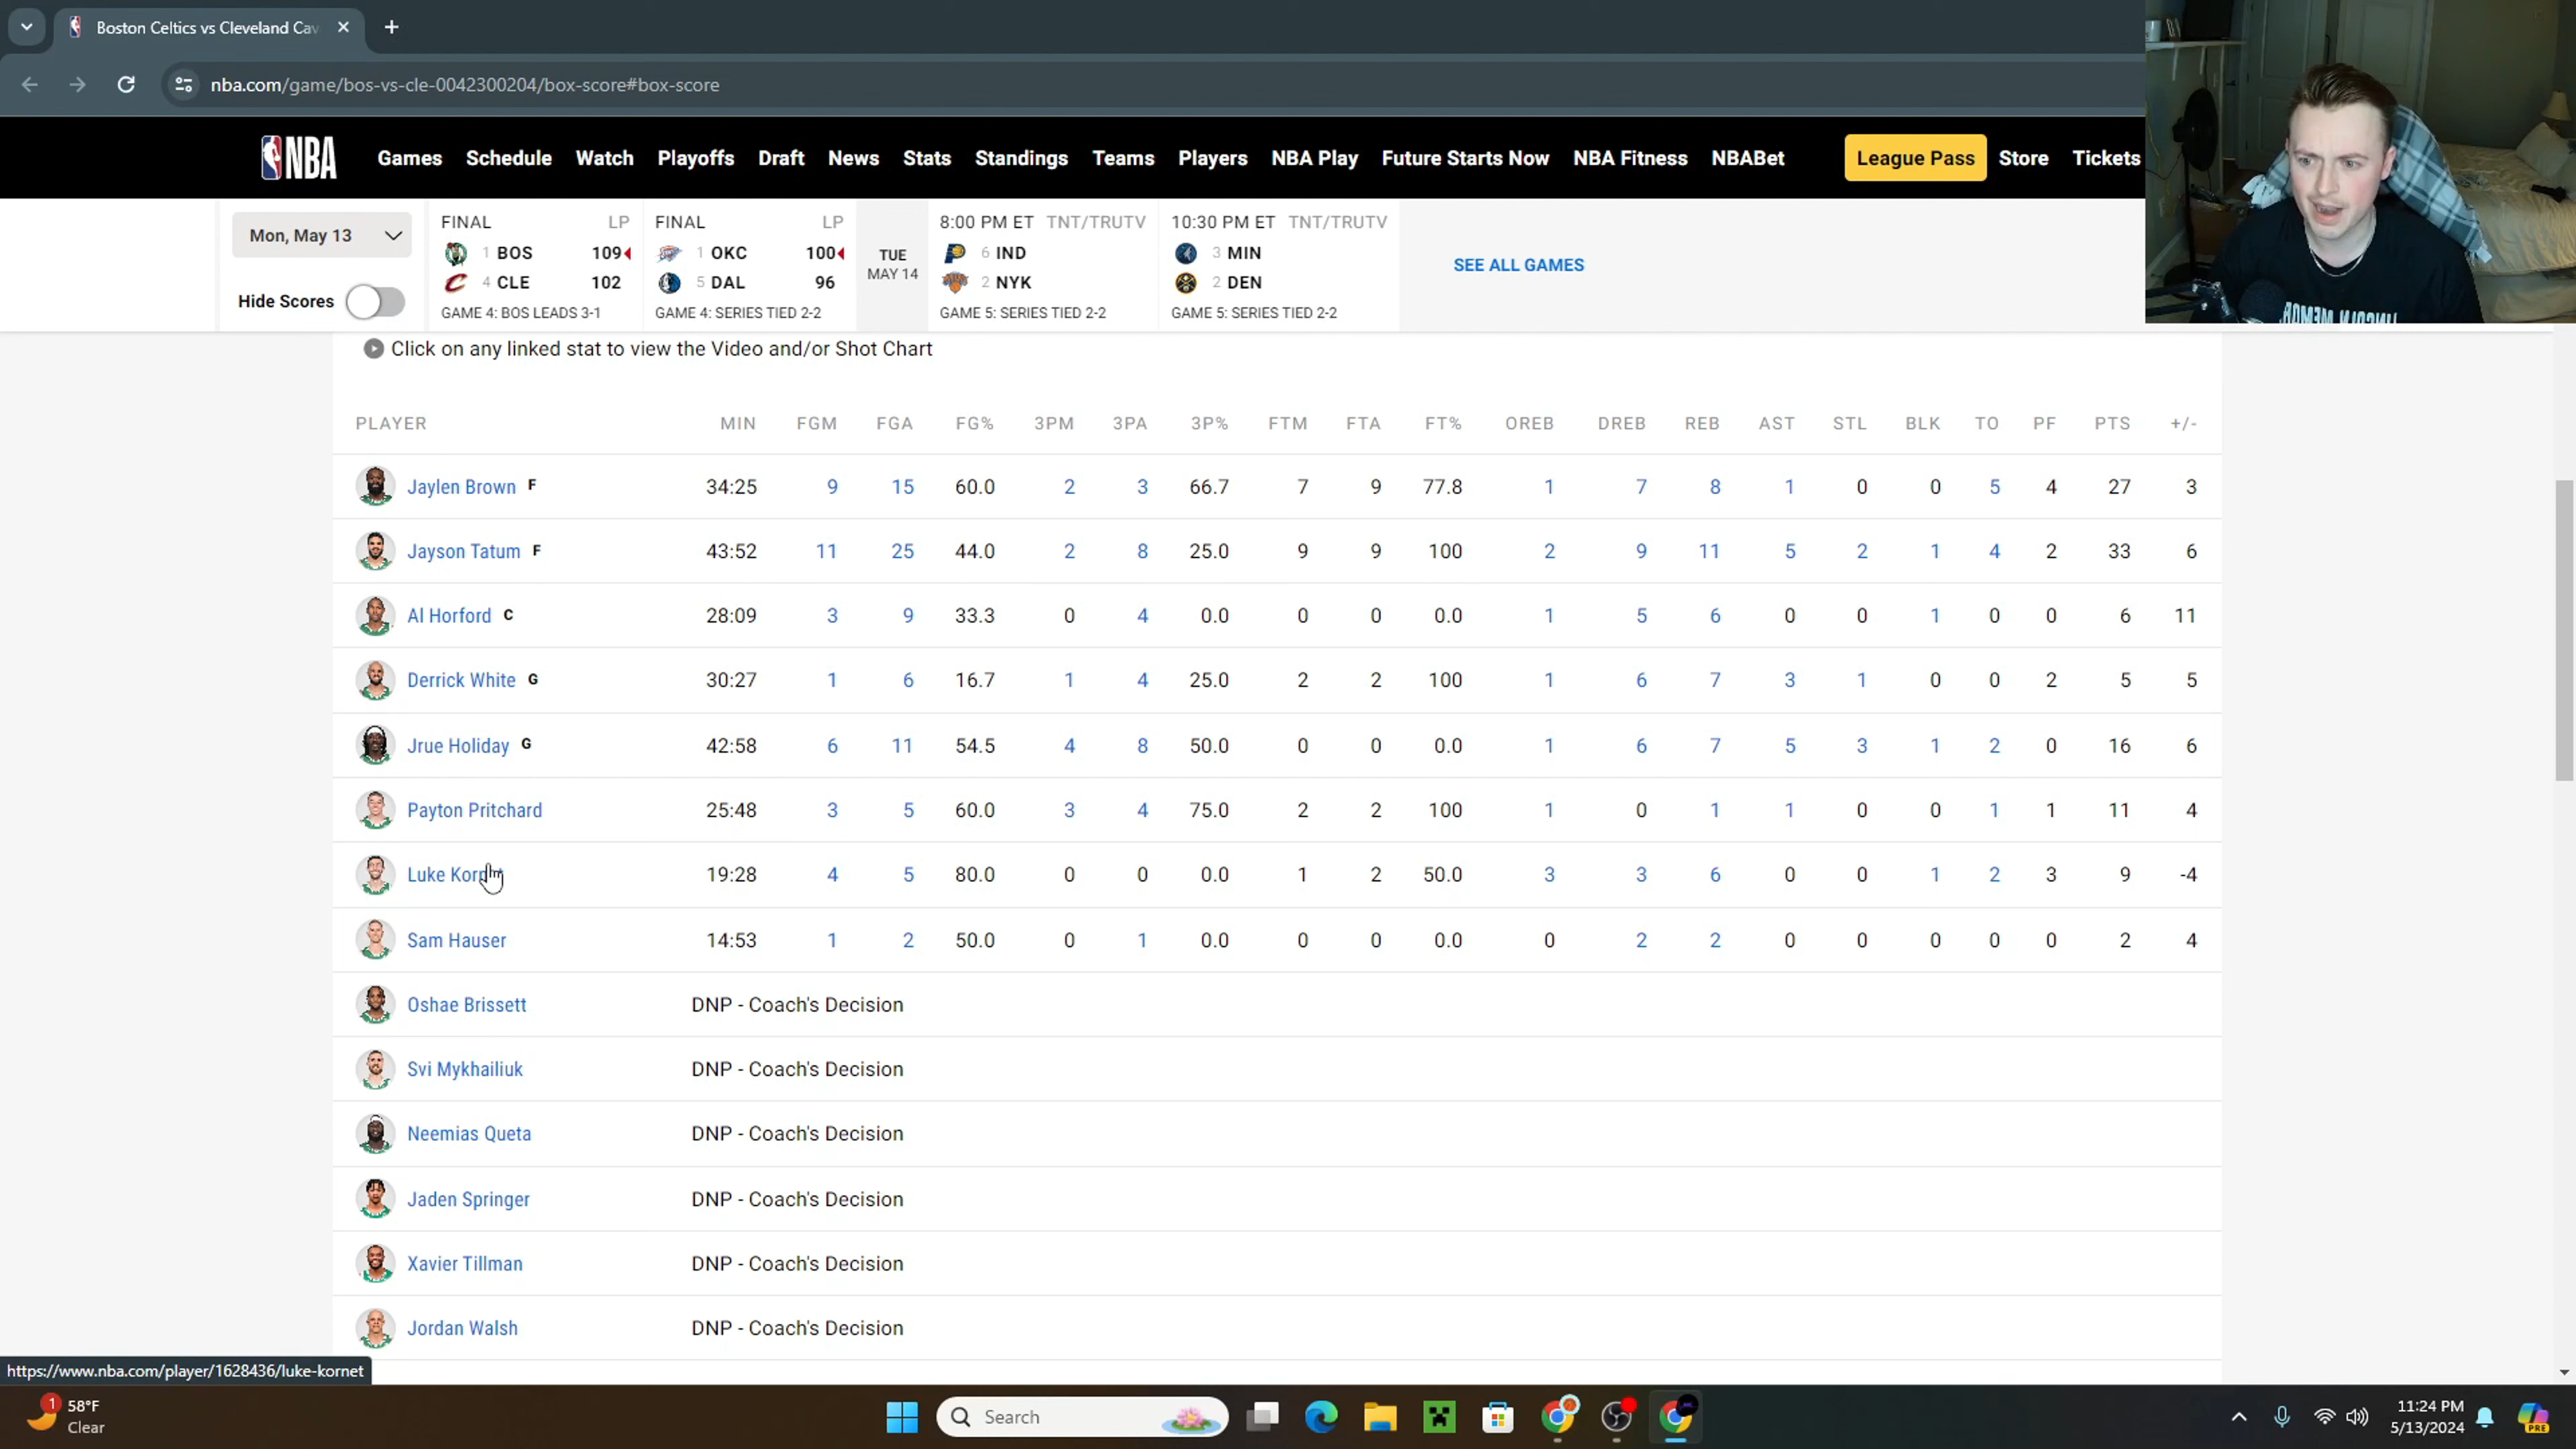 Boston Celtics vs Cleveland Cav
nba.com/game/bos-vs-cle-0042300204/box-score#box-score
NBA Games Schedule Watch Playoffs Draft News Stats Standings Teams Players NBA Play Future Starts Now NBA Fitness NBABet League Pass Store Tickets
Mon, May 13
Hide Scores
FINAL LP
1 BOS 109
4 CLE 102
GAME 4: BOS LEADS 3-1
FINAL LP
1 OKC 100
5 DAL 96
GAME 4: SERIES TIED 2-2
TUE
MAY 14
8:00 PM ET TNT/TRUTV
6 IND
2 NYK
GAME 5: SERIES TIED 2-2
10:30 PM ET TNT/TRUTV
3 MIN
2 DEN
GAME 5: SERIES TIED 2-2
SEE ALL GAMES
Click on any linked stat to view the Video and/or Shot Chart
PLAYER MIN FGM FGA FG% 3PM 3PA 3P% FTM FTA FT% OREB DREB REB AST STL BLK TO PF PTS +/-
Jaylen Brown F 34:25 9 15 60.0 2 3 66.7 7 9 77.8 1 7 8 1 0 0 5 4 27 3
Jayson Tatum F 43:52 11 25 44.0 2 8 25.0 9 9 100 2 9 11 5 2 1 4 2 33 6
Al Horford C 28:09 3 9 33.3 0 4 0.0 0 0 0.0 1 5 6 0 0 1 0 0 6 11
Derrick White G 30:27 1 6 16.7 1 4 25.0 2 2 100 1 6 7 3 1 0 0 2 5 5
Jrue Holiday G 42:58 6 11 54.5 4 8 50.0 0 0 0.0 1 6 7 5 3 1 2 0 16 6
Payton Pritchard 25:48 3 5 60.0 3 4 75.0 2 2 100 1 0 1 1 0 0 1 1 11 4
Luke 19:28 4 5 80.0 0 0 0.0 1 2 50.0 3 3 6 0 0 1 2 3 9 -4
Sam Hauser 14:53 1 2 50.0 0 1 0.0 0 0 0.0 0 2 2 0 0 0 0 0 2 4
Oshae Brissett DNP - Coach's Decision
Svi Mykhailiuk DNP - Coach's Decision
Neemias Queta DNP - Coach's Decision
Jaden Springer DNP - Coach's Decision
Xavier Tillman DNP - Coach's Decision
Jordan Walsh DNP - Coach's Decision
https://www.nba.com/player/1628436/luke-kornet
1
58°F
Clear
Search
11:24 PM
5/13/2024
PRE